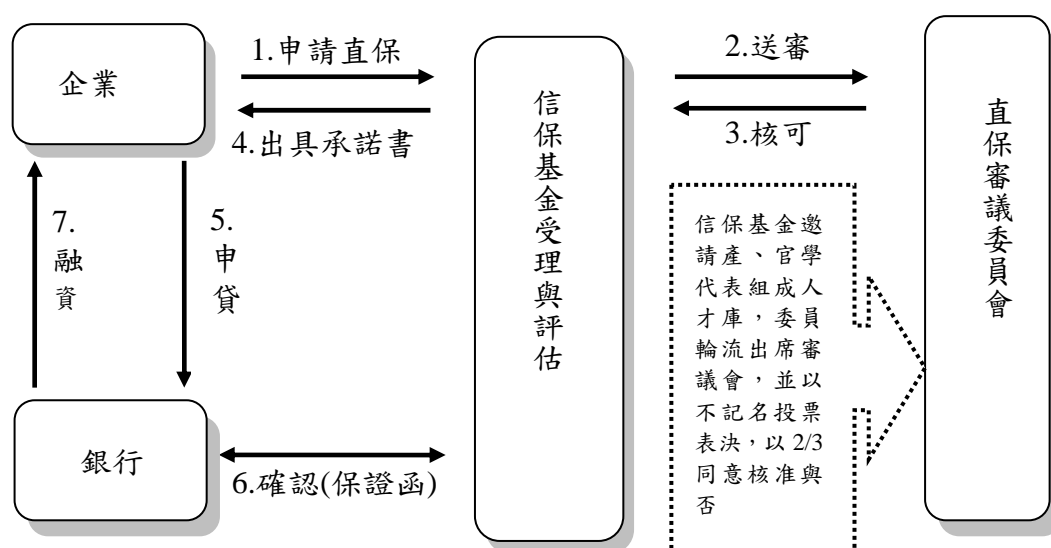 企業
1.申請直保
4.出具承諾書
信保基金受理與評估
2.送審
3.核可
直保審議委員會
信保基金邀
請產、官學
代表組成人
才庫，委員
輪流出席審
議會，並以
不記名投票
表決，以 2/3
同意核准與
否
7.
融
資
5.
申
貸
銀行
6.確認(保證函)